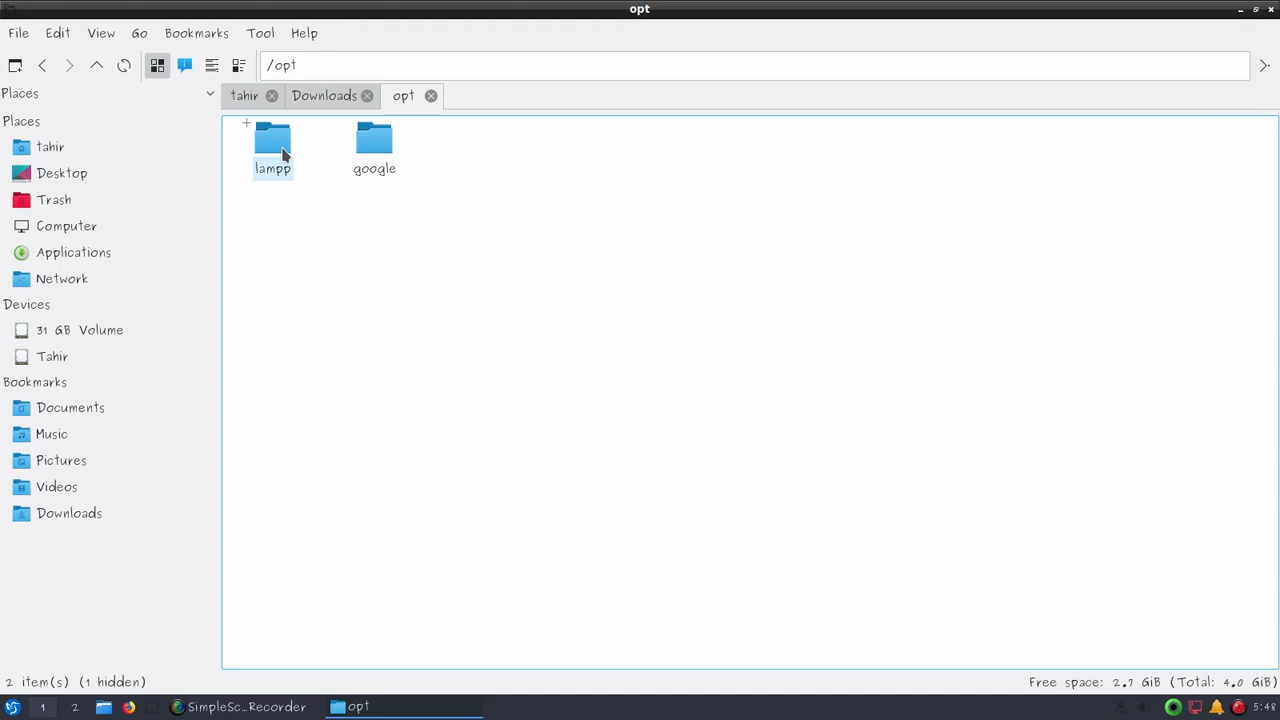 opt
File Edit View Go Bookmarks Tool Help
/opt
Places
tahir Downloads opt
Places
tahir
Desktop
Trash
Computer
Applications
Network
Devices
31 GB Volume
Tahir
Bookmarks
Documents
Music
Pictures
Videos
Downloads
lampp google
2 item(s) (1 hidden) Free space: 2.7 GiB (Total: 4.0 GiB)
1 2 SimpleSc...Recorder opt 5:48